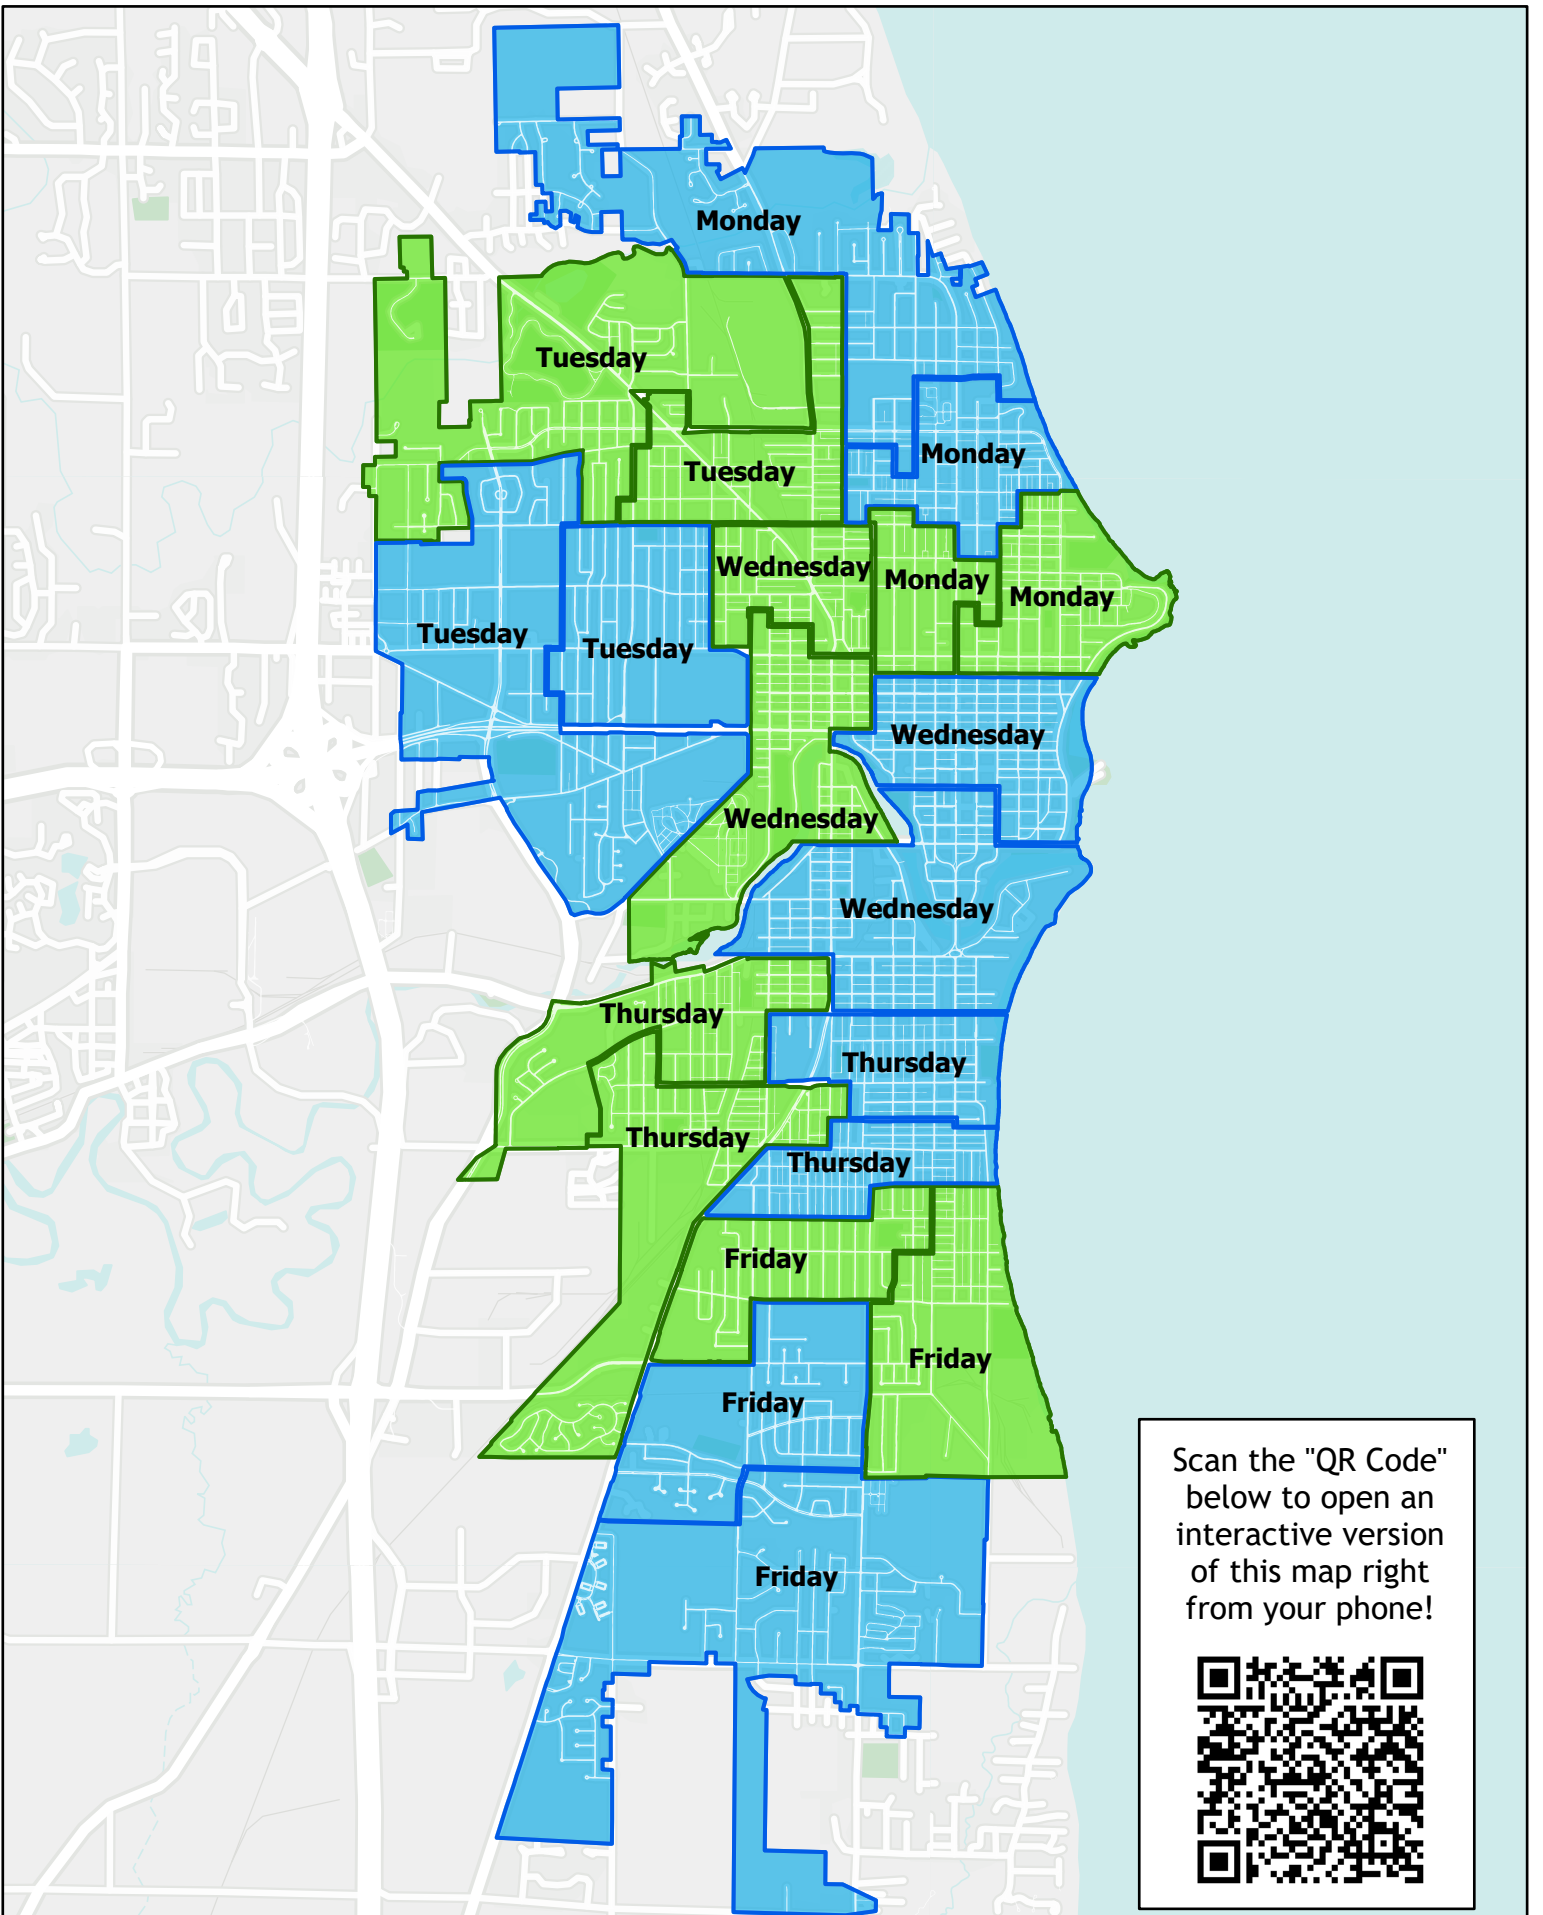 Monday
Tuesday
Monday
Tuesday
Wednesday
Monday
Monday
Tuesday
Tuesday
Wednesday
Wednesday
Wednesday
Thursday
Thursday
Thursday
Thursday
Friday
Friday
Friday
Friday
Scan the "QR Code"
below to open an
interactive version
of this map right
from your phone!